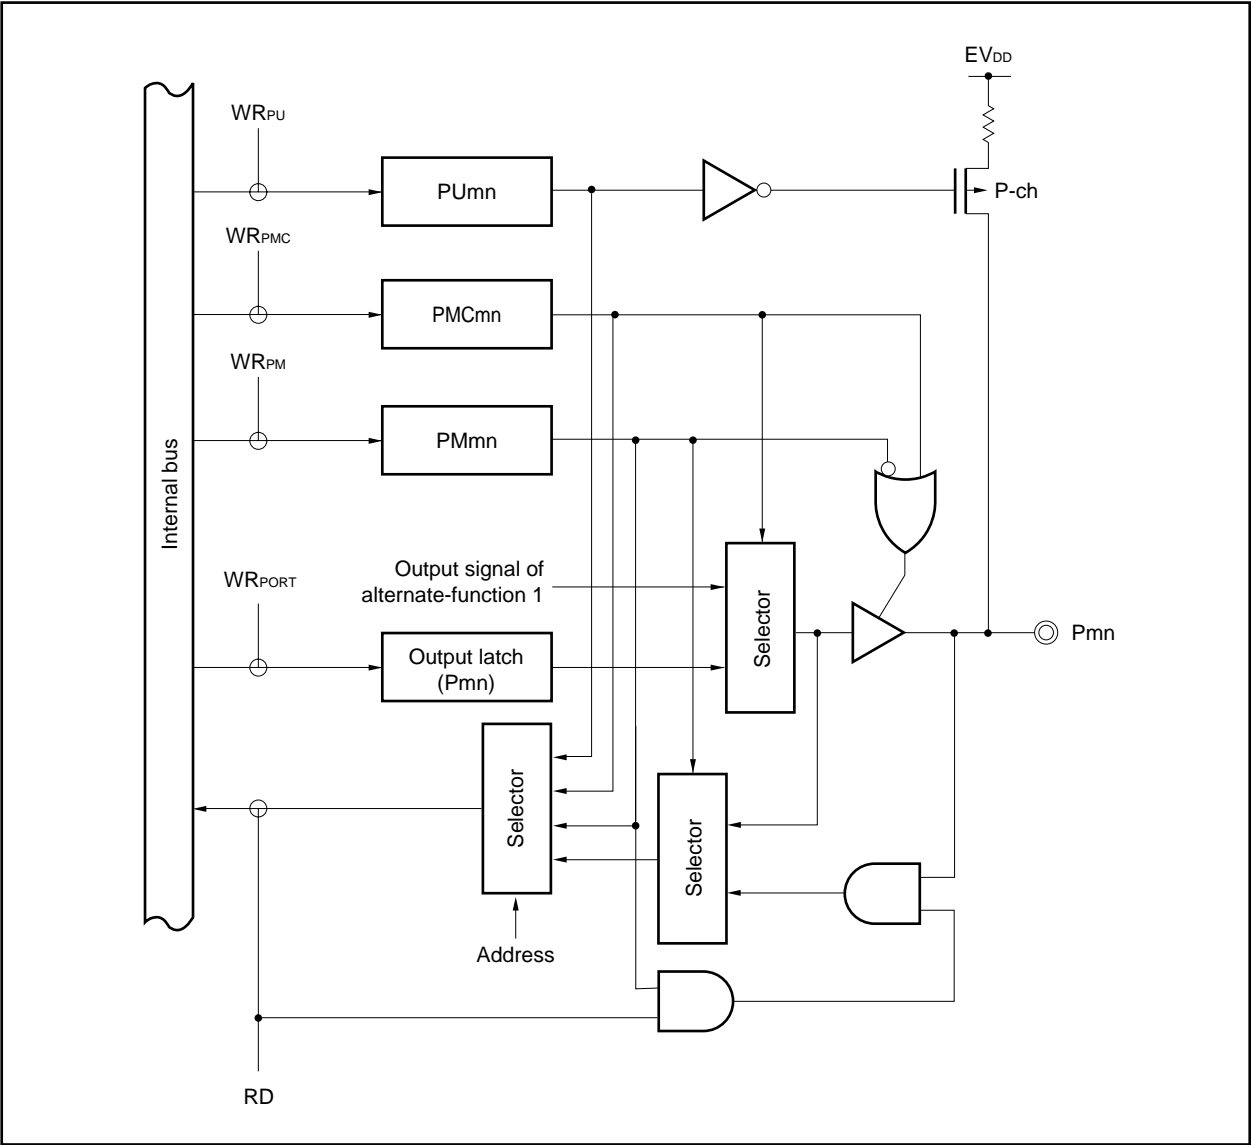 EVDD
WRPU
PUmn
P-ch
WRPMC
PMCmn
WRPM
PMmn
Internal bus
Output signal of
alternate-function 1
WRPORT
Output latch
(Pmn)
Selector
Pmn
Selector
Selector
Address
RD